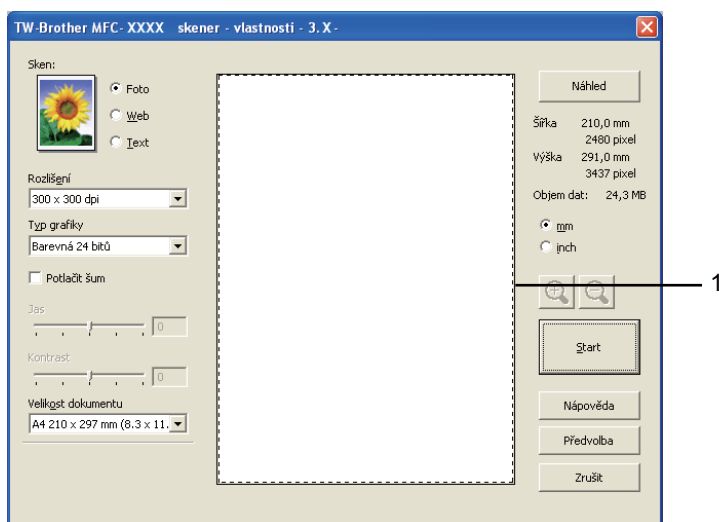 TW-Brother MFC- XXXX   skener - vlastnosti - 3. X -
Sken:
Foto
Web
Text
Rozlišení
300 x 300 dpi
Typ grafiky
Barevná 24 bitů
Potlačit šum
Jas
0
Kontrast
0
Velikost dokumentu
A4 210 x 297 mm (8.3 x 11.
Náhled
Šířka 210,0 mm
2480 pixel
Výška 291,0 mm
3437 pixel
Objem dat: 24,3 MB
mm
inch
Start
Nápověda
Předvolba
Zrušit
1